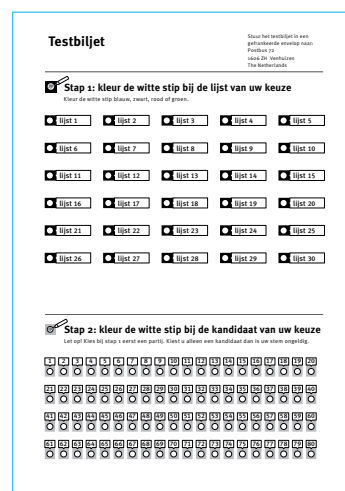 Testbiljet
Stuur het testbiljet in een
gefrankeerde envelop naan
Postbus 72
1606 ZH Venhuizen
The Netherlands
Stap 1: kleur de witte stip bij de lijst van uw keuze
Kleur de witte stip blauw, zwart, rood of groen.
lijst 1 lijst 2 lijst 3 lijst 4 lijst 5
lijst 6 lijst 7 lijst 8 lijst 9 lijst 10
lijst 11 lijst 12 lijst 13 lijst 14 lijst 15
lijst 16 lijst 17 lijst 18 lijst 19 lijst 20
lijst 21 lijst 22 lijst 23 lijst 24 lijst 25
lijst 26 lijst 27 lijst 28 lijst 29 lijst 30
Stap 2: kleur de witte stip bij de kandidaat van uw keuze
Let op! Kies bij stap 1 eerst een partij. Kiest u alleen een kandidaat dan is uw stem ongeldig.
1 2 3 4 5 6 7 8 9 10 11 12 13 14 15 16 17 18 19 20
21 22 23 24 25 26 27 28 29 30 31 32 33 34 35 36 37 38 39 40
41 42 43 44 45 46 47 48 49 50 51 52 53 54 55 56 57 58 59 60
61 62 63 64 65 66 67 68 69 70 71 72 73 74 75 76 77 78 79 80